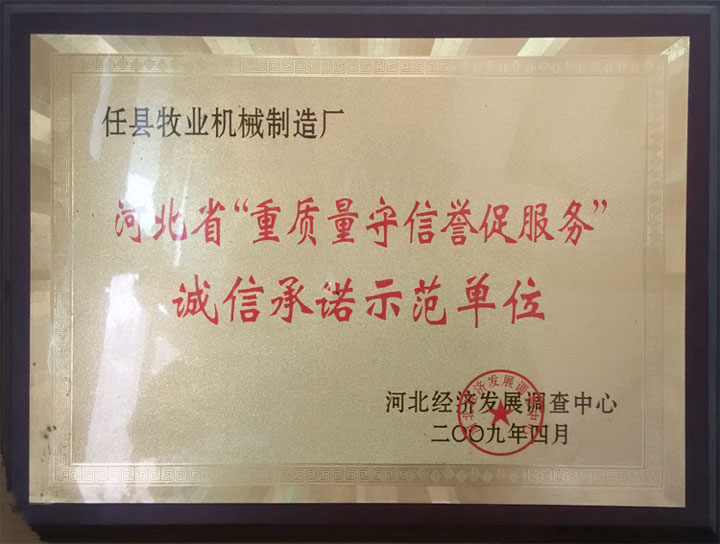 任县牧业机械制造厂
河北省“重质量守信誉促服务”
诚信承诺示范单位
河北经济发展调查中心
二〇〇九年四月